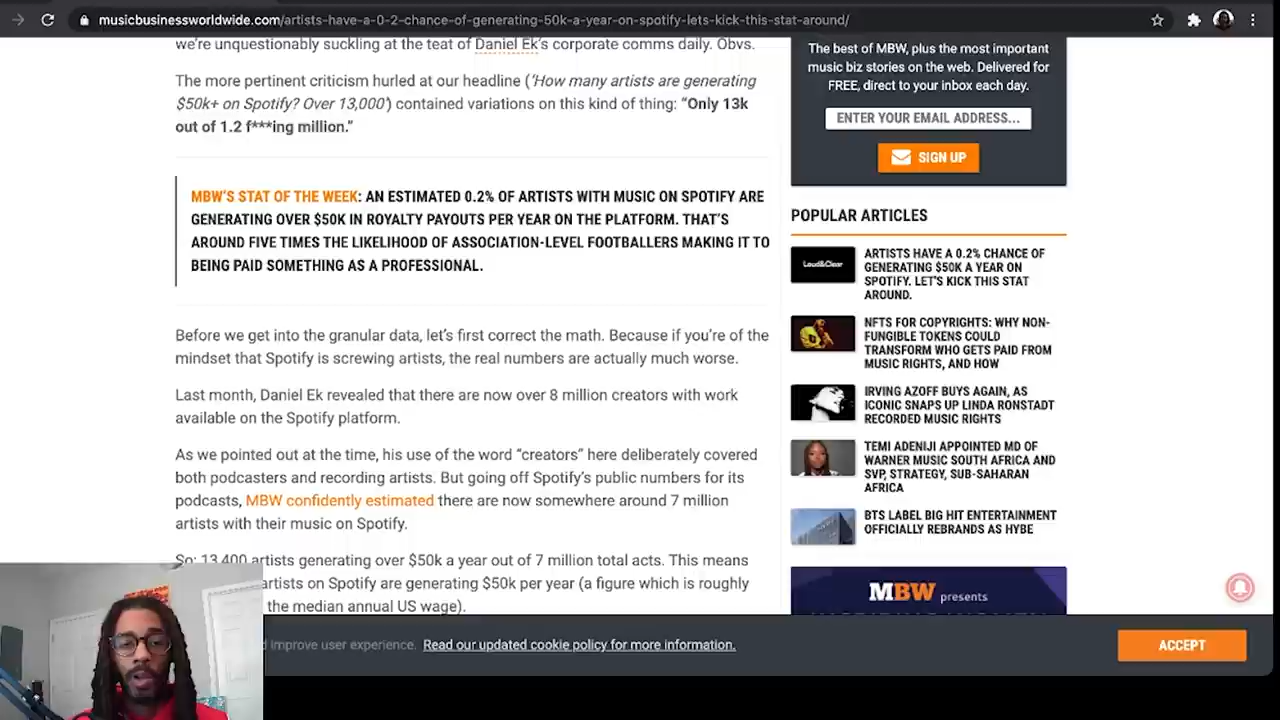 musicbusinessworldwide.com/artists-have-a-0-2-chance-of-generating-50k-a-year-on-spotify-lets-kick-this-stat-around/
we're unquestionably suckling at the teat of Daniel Ek's corporate comms daily. Obvs.
The more pertinent criticism hurled at our headline ('How many artists are generating
$50k+ on Spotify? Over 13,000') contained variations on this kind of thing: “Only 13k
out of 1.2 f***ing million.”
MBW'S STAT OF THE WEEK: AN ESTIMATED 0.2% OF ARTISTS WITH MUSIC ON SPOTIFY ARE
GENERATING OVER $50K IN ROYALTY PAYOUTS PER YEAR ON THE PLATFORM. THAT'S
AROUND FIVE TIMES THE LIKELIHOOD OF ASSOCIATION-LEVEL FOOTBALLERS MAKING IT TO
BEING PAID SOMETHING AS A PROFESSIONAL.
Before we get into the granular data, let's first correct the math. Because if you're of the
mindset that Spotify is screwing artists, the real numbers are actually much worse.
Last month, Daniel Ek revealed that there are now over 8 million creators with work
available on the Spotify platform.
As we pointed out at the time, his use of the word “creators” here deliberately covered
both podcasters and recording artists. But going off Spotify's public numbers for its
podcasts, MBW confidently estimated there are now somewhere around 7 million
artists with their music on Spotify.
So: 13,400 artists generating over $50k a year out of 7 million total acts. This means
artists on Spotify are generating $50k per year (a figure which is roughly
the median annual US wage).
The best of MBW, plus the most important
music biz stories on the web. Delivered for
FREE, direct to your inbox each day.
ENTER YOUR EMAIL ADDRESS...
SIGN UP
POPULAR ARTICLES
Loud&Clear
ARTISTS HAVE A 0.2% CHANCE OF
GENERATING $50K A YEAR ON
SPOTIFY. LET'S KICK THIS STAT
AROUND.
NFTS FOR COPYRIGHTS: WHY NON-
FUNGIBLE TOKENS COULD
TRANSFORM WHO GETS PAID FROM
MUSIC RIGHTS, AND HOW
IRVING AZOFF BUYS AGAIN, AS
ICONIC SNAPS UP LINDA RONSTADT
RECORDED MUSIC RIGHTS
TEMI ADENIJI APPOINTED MD OF
WARNER MUSIC SOUTH AFRICA AND
SVP, STRATEGY, SUB-SAHARAN
AFRICA
BTS LABEL BIG HIT ENTERTAINMENT
OFFICIALLY REBRANDS AS HYBE
MBW presents
improve user experience. Read our updated cookie policy for more information.
ACCEPT